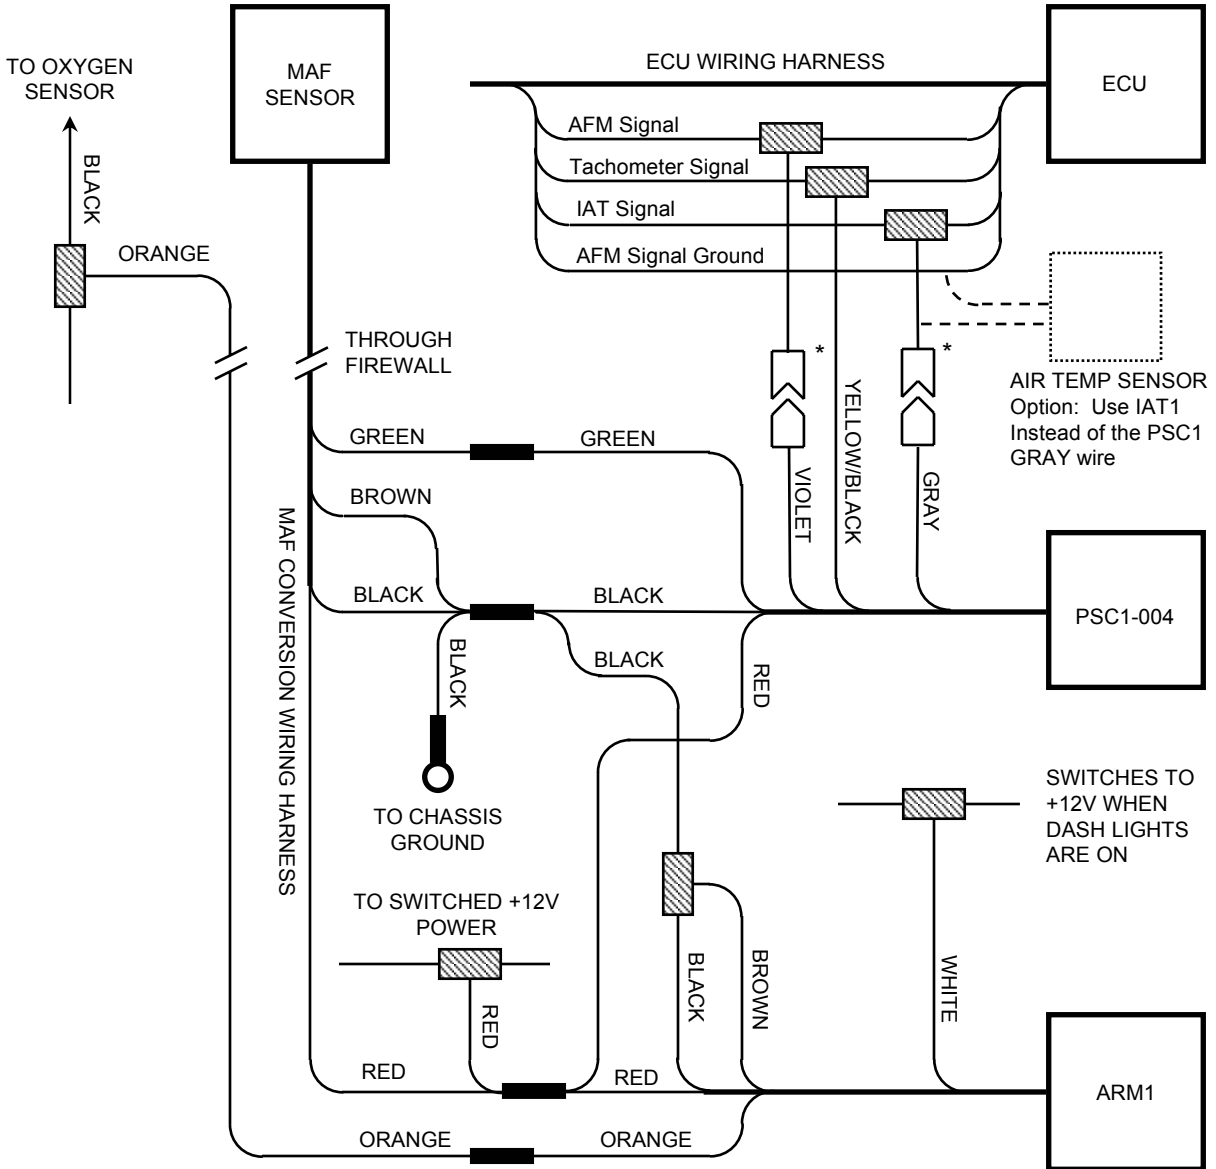 TO OXYGEN
SENSOR
BLACK
ORANGE
MAF
SENSOR
ECU WIRING HARNESS
ECU
AFM Signal
Tachometer Signal
IAT Signal
AFM Signal Ground
THROUGH
FIREWALL
*
*
AIR TEMP SENSOR
Option: Use IAT1
Instead of the PSC1
GRAY wire
GREEN
GREEN
VIOLET
YELLOW/BLACK
GRAY
BROWN
MAF CONVERSION WIRING HARNESS
BLACK
BLACK
PSC1-004
BLACK
BLACK
RED
TO CHASSIS
GROUND
SWITCHES TO
+12V WHEN
DASH LIGHTS
ARE ON
TO SWITCHED +12V
POWER
RED
BLACK
BROWN
WHITE
RED
RED
ARM1
ORANGE
ORANGE